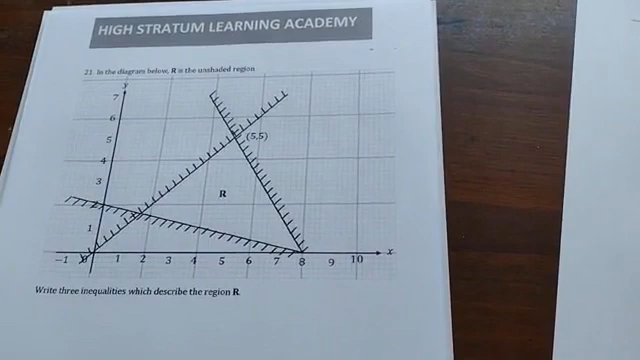 HIGH STRATUM LEARNING ACADEMY
21. In the diagram below, R is the unshaded region
y
7
6
(5,5)
5
4
3
R
2
1
-1 0 1 2 3 4 5 6 7 8 9 10 x
Write three inequalities which describe the region R.